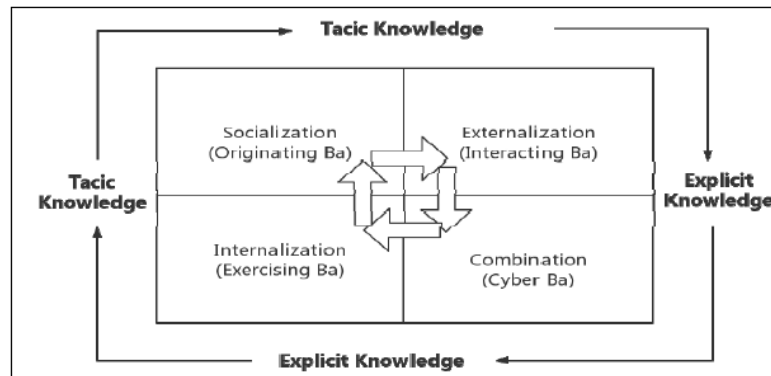 Tacic Knowledge
Socialization
(Originating Ba)
Externalization
(Interacting Ba)
Tacic
Knowledge
Explicit
Knowledge
Internalization
(Exercising Ba)
Combination
(Cyber Ba)
Explicit Knowledge